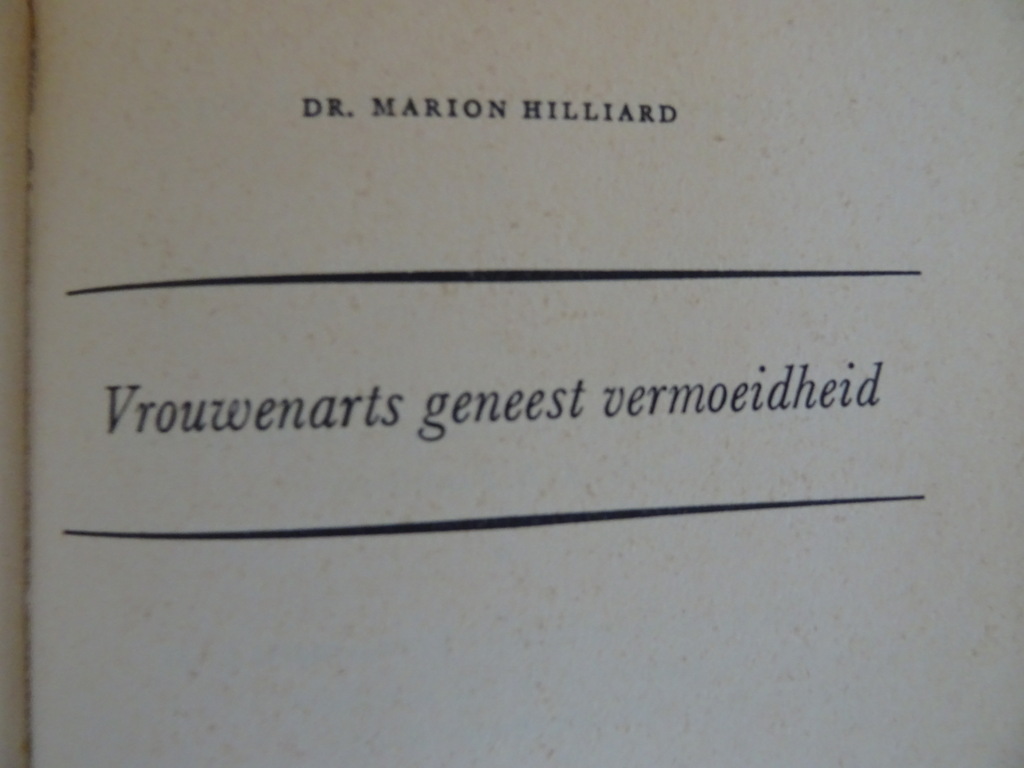 DR. MARION HILLIARD
Vrouwenarts geneest vermoeidheid